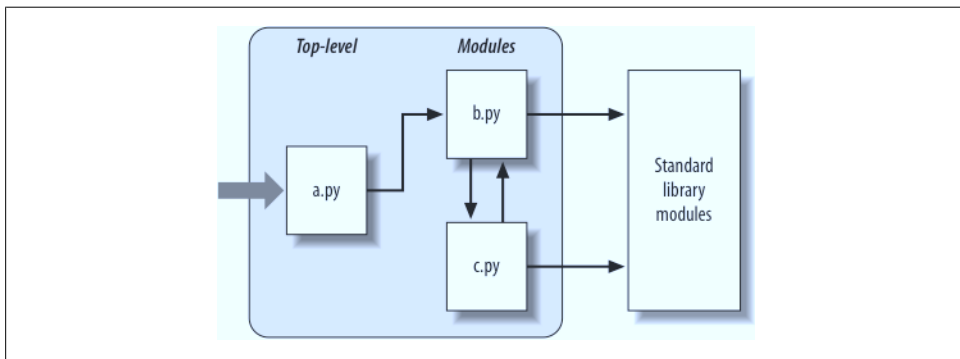 Top-level
Modules
a.py
b.py
c.py
Standard
library
modules